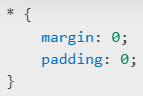 * {
    margin: 0;
    padding: 0;
}